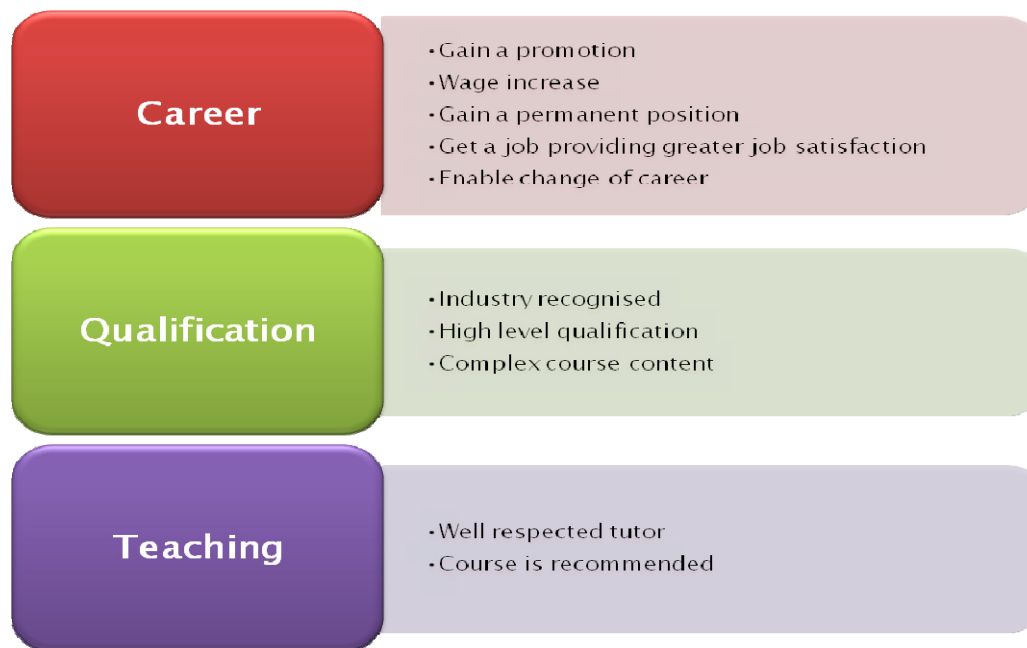 Career
•Gain a promotion
•Wage increase
•Gain a permanent position
•Get a job providing greater job satisfaction
•Enable change of career
Qualification
•Industry recognised
•High level qualification
•Complex course content
Teaching
•Well respected tutor
•Course is recommended